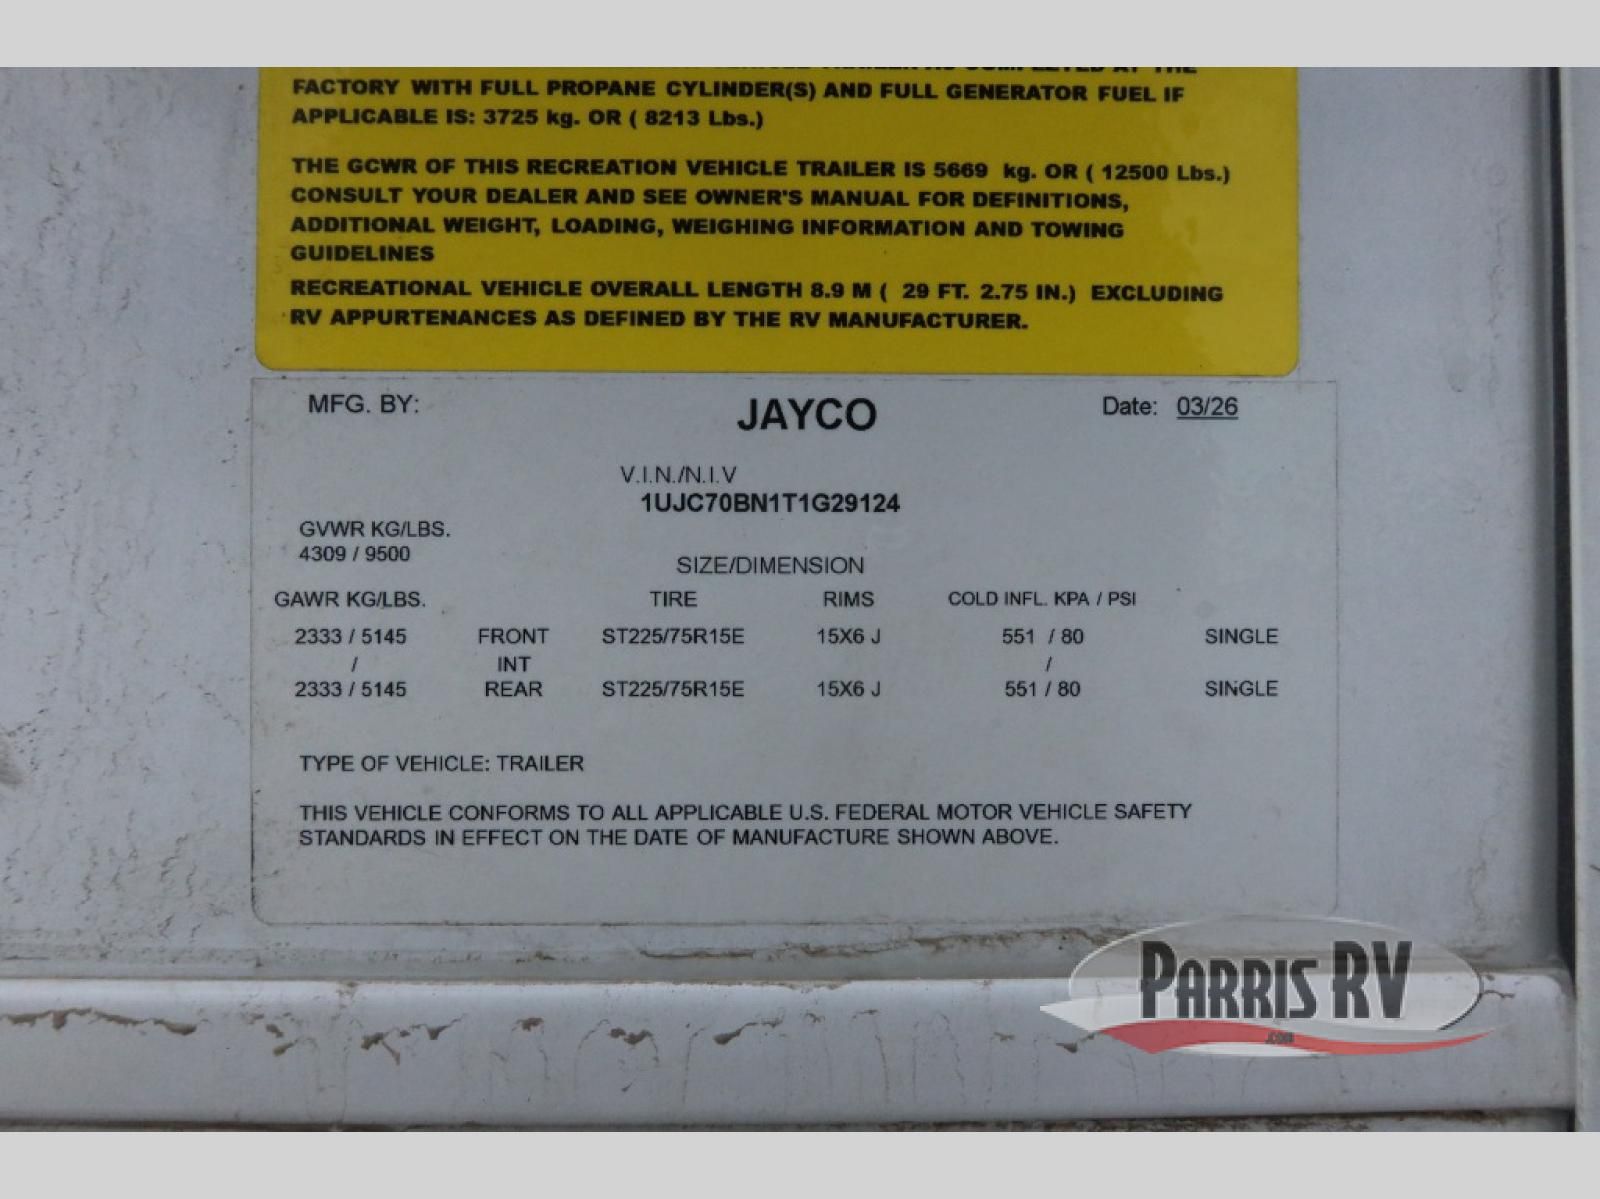 FACTORY WITH FULL PROPANE CYLINDER(S) AND FULL GENERATOR FUEL IF
APPLICABLE IS: 3725 kg. OR ( 8213 Lbs.)
THE GCWR OF THIS RECREATION VEHICLE TRAILER IS 5669 kg. OR ( 12500 Lbs.)
CONSULT YOUR DEALER AND SEE OWNER'S MANUAL FOR DEFINITIONS,
ADDITIONAL WEIGHT, LOADING, WEIGHING INFORMATION AND TOWING
GUIDELINES
RECREATIONAL VEHICLE OVERALL LENGTH 8.9 M ( 29 FT. 2.75 IN.) EXCLUDING
RV APPURTENANCES AS DEFINED BY THE RV MANUFACTURER.
MFG. BY: JAYCO Date: 03/26
V.I.N./N.I.V
1UJC70BN1T1G29124
GVWR KG/LBS.
4309 / 9500
SIZE/DIMENSION
GAWR KG/LBS. TIRE RIMS COLD INFL. KPA / PSI
2333 / 5145 FRONT ST225/75R15E 15X6 J 551 / 80 SINGLE
/ INT /
2333 / 5145 REAR ST225/75R15E 15X6 J 551 / 80 SINGLE
TYPE OF VEHICLE: TRAILER
THIS VEHICLE CONFORMS TO ALL APPLICABLE U.S. FEDERAL MOTOR VEHICLE SAFETY
STANDARDS IN EFFECT ON THE DATE OF MANUFACTURE SHOWN ABOVE.
PARRIS RV
.COM